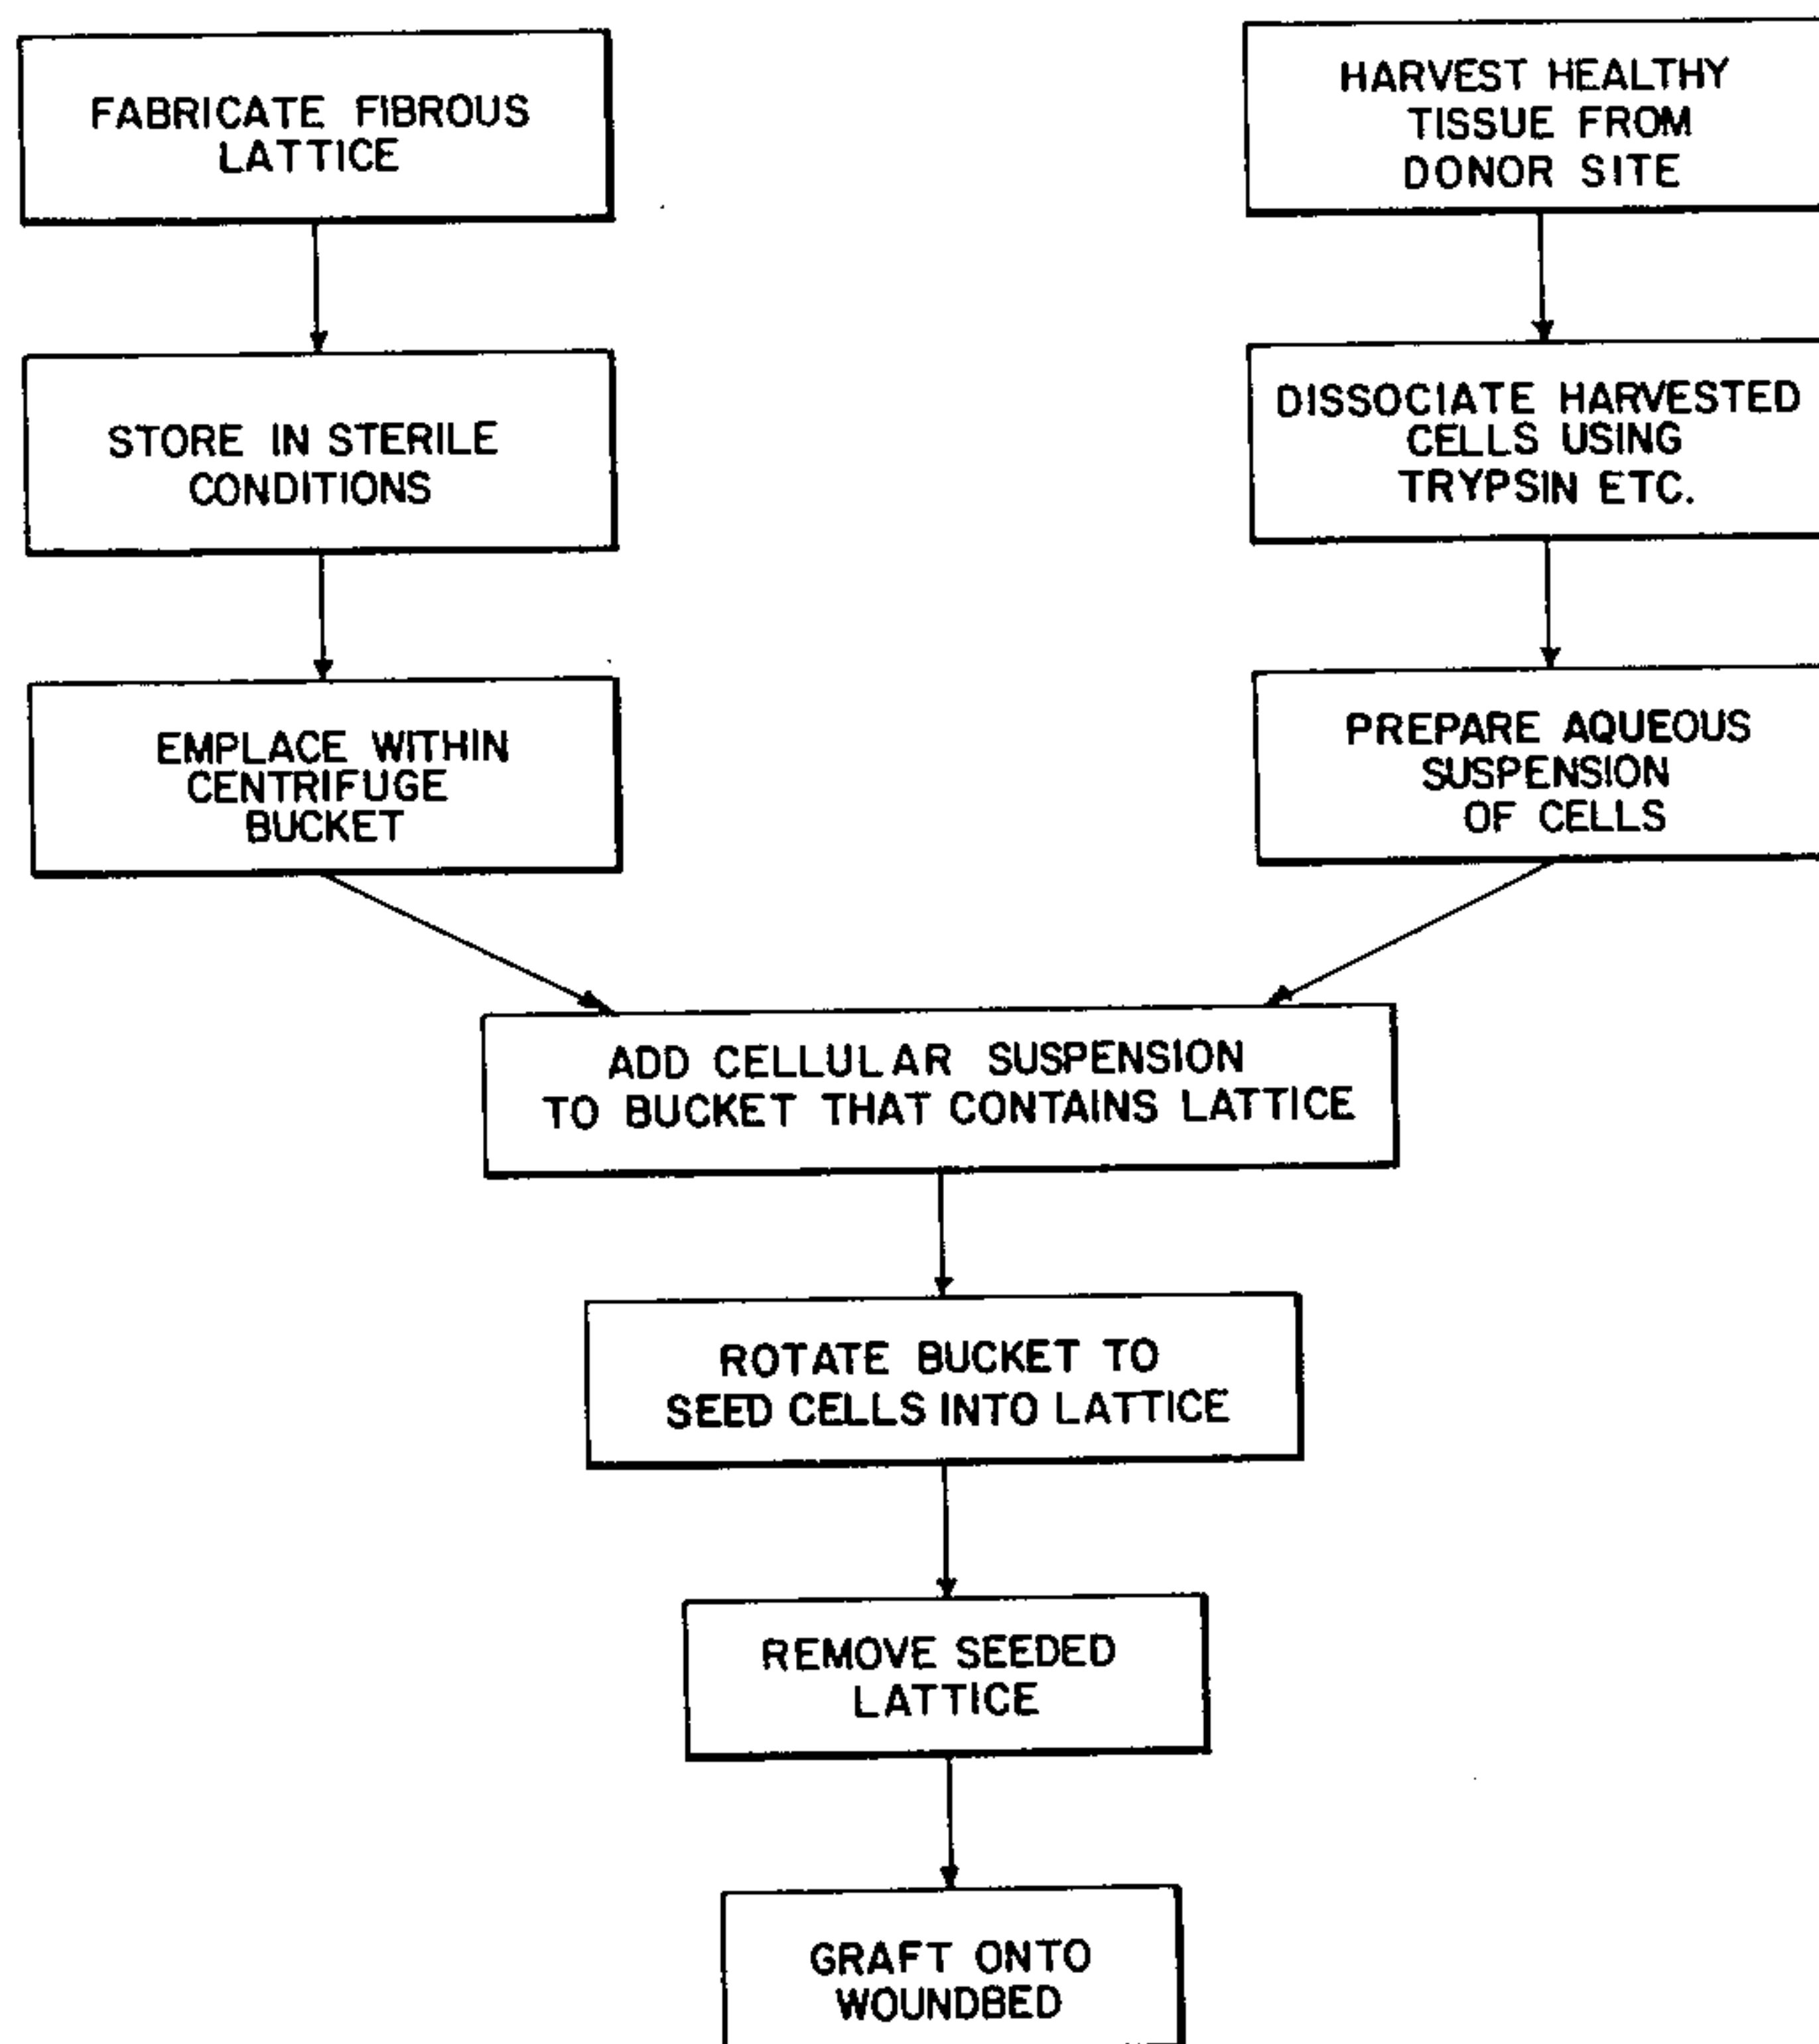 FABRICATE FIBROUS
LATTICE
STORE IN STERILE
CONDITIONS
EMPLACE WITHIN
CENTRIFUGE
BUCKET
HARVEST HEALTHY
TISSUE FROM
DONOR SITE
DISSOCIATE HARVESTED
CELLS USING
TRYPSIN ETC.
PREPARE AQUEOUS
SUSPENSION
OF CELLS
ADD CELLULAR SUSPENSION
TO BUCKET THAT CONTAINS LATTICE
ROTATE BUCKET TO
SEED CELLS INTO LATTICE
REMOVE SEEDED
LATTICE
GRAFT ONTO
WOUNDBED